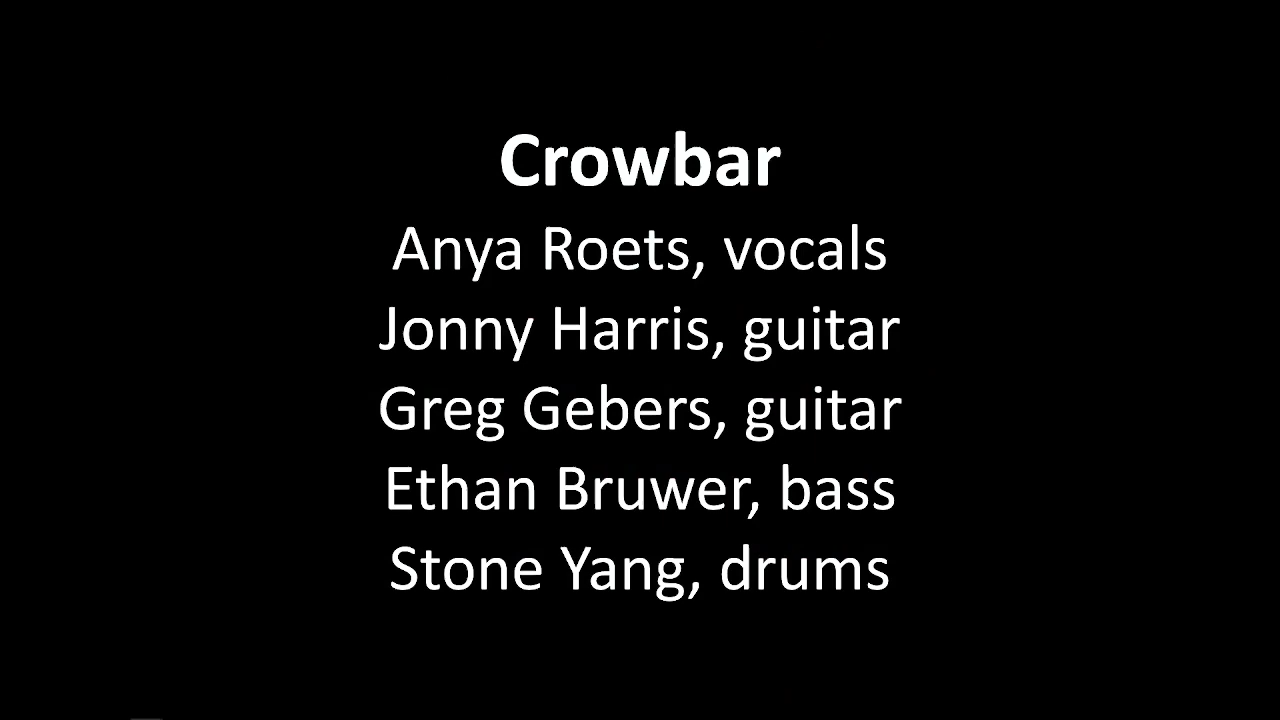 Crowbar
Anya Roets, vocals
Jonny Harris, guitar
Greg Gebers, guitar
Ethan Bruwer, bass
Stone Yang, drums